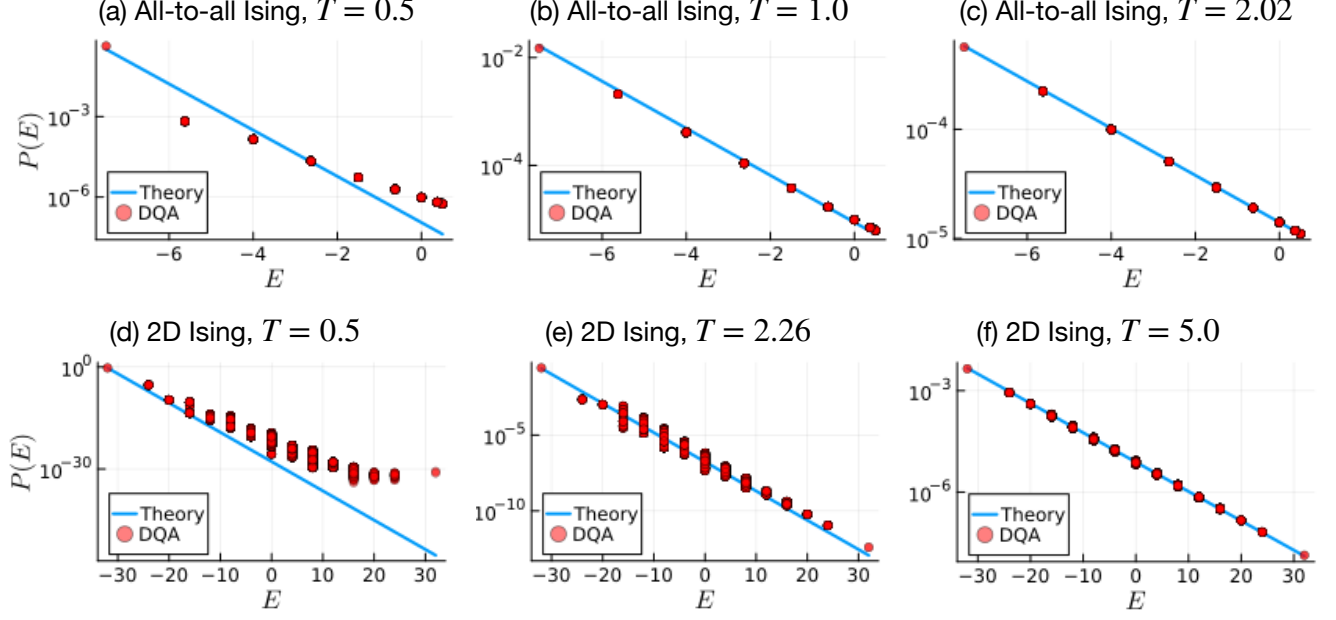 (a) All-to-all Ising, T = 0.5
(b) All-to-all Ising, T = 1.0
(c) All-to-all Ising, T = 2.02
P(E)
10⁻³
10⁻⁶
Theory
DQA
−6 −4 −2 0
E
10⁻²
10⁻⁴
Theory
DQA
−6 −4 −2 0
E
10⁻⁴
10⁻⁵
Theory
DQA
−6 −4 −2 0
E
(d) 2D Ising, T = 0.5
(e) 2D Ising, T = 2.26
(f) 2D Ising, T = 5.0
P(E)
10⁰
10⁻³⁰
Theory
DQA
−30 −20 −10 0 10 20 30
E
10⁻⁵
10⁻¹⁰
Theory
DQA
−30 −20 −10 0 10 20 30
E
10⁻³
10⁻⁶
Theory
DQA
−30 −20 −10 0 10 20 30
E